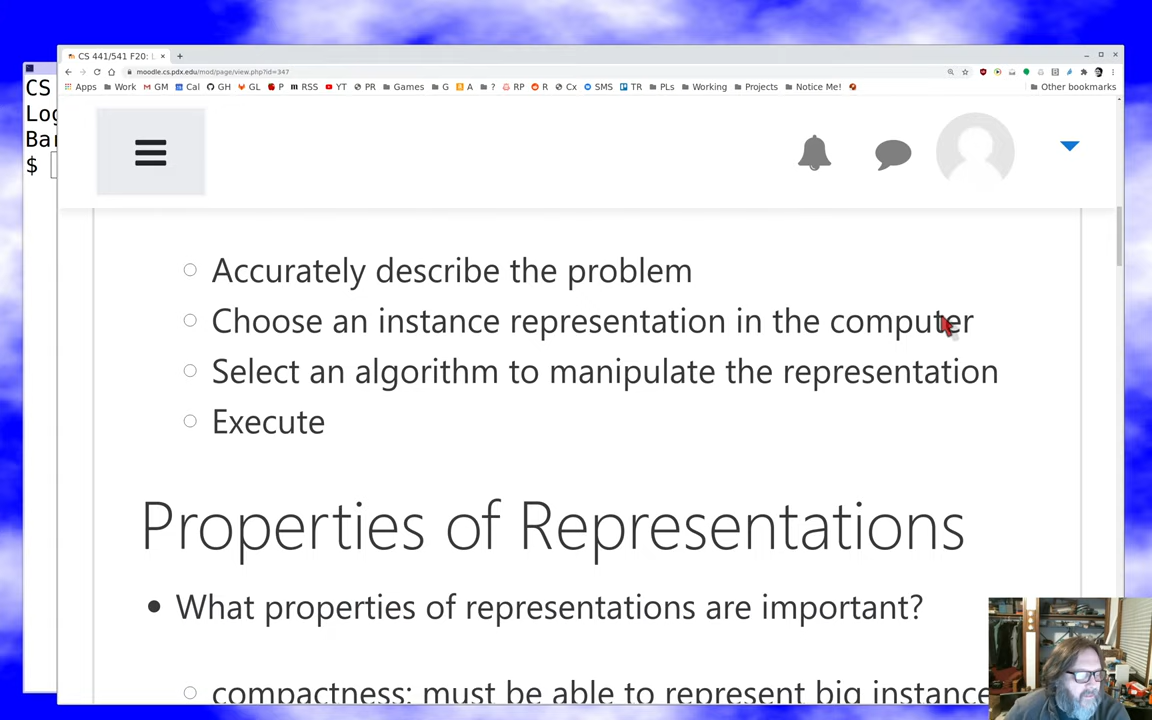 CS 441/541 F20: L
moodle.cs.pdx.edu/mod/page/view.php?id=347
Apps Work GM Cal GH GL P RSS YT PR Games G A ? RP R Cx SMS TR PLs Working Projects Notice Me! Other bookmarks
CS
Log
Bar
$
Accurately describe the problem
Choose an instance representation in the computer
Select an algorithm to manipulate the representation
Execute
Properties of Representations
What properties of representations are important?
compactness: must be able to represent big instance